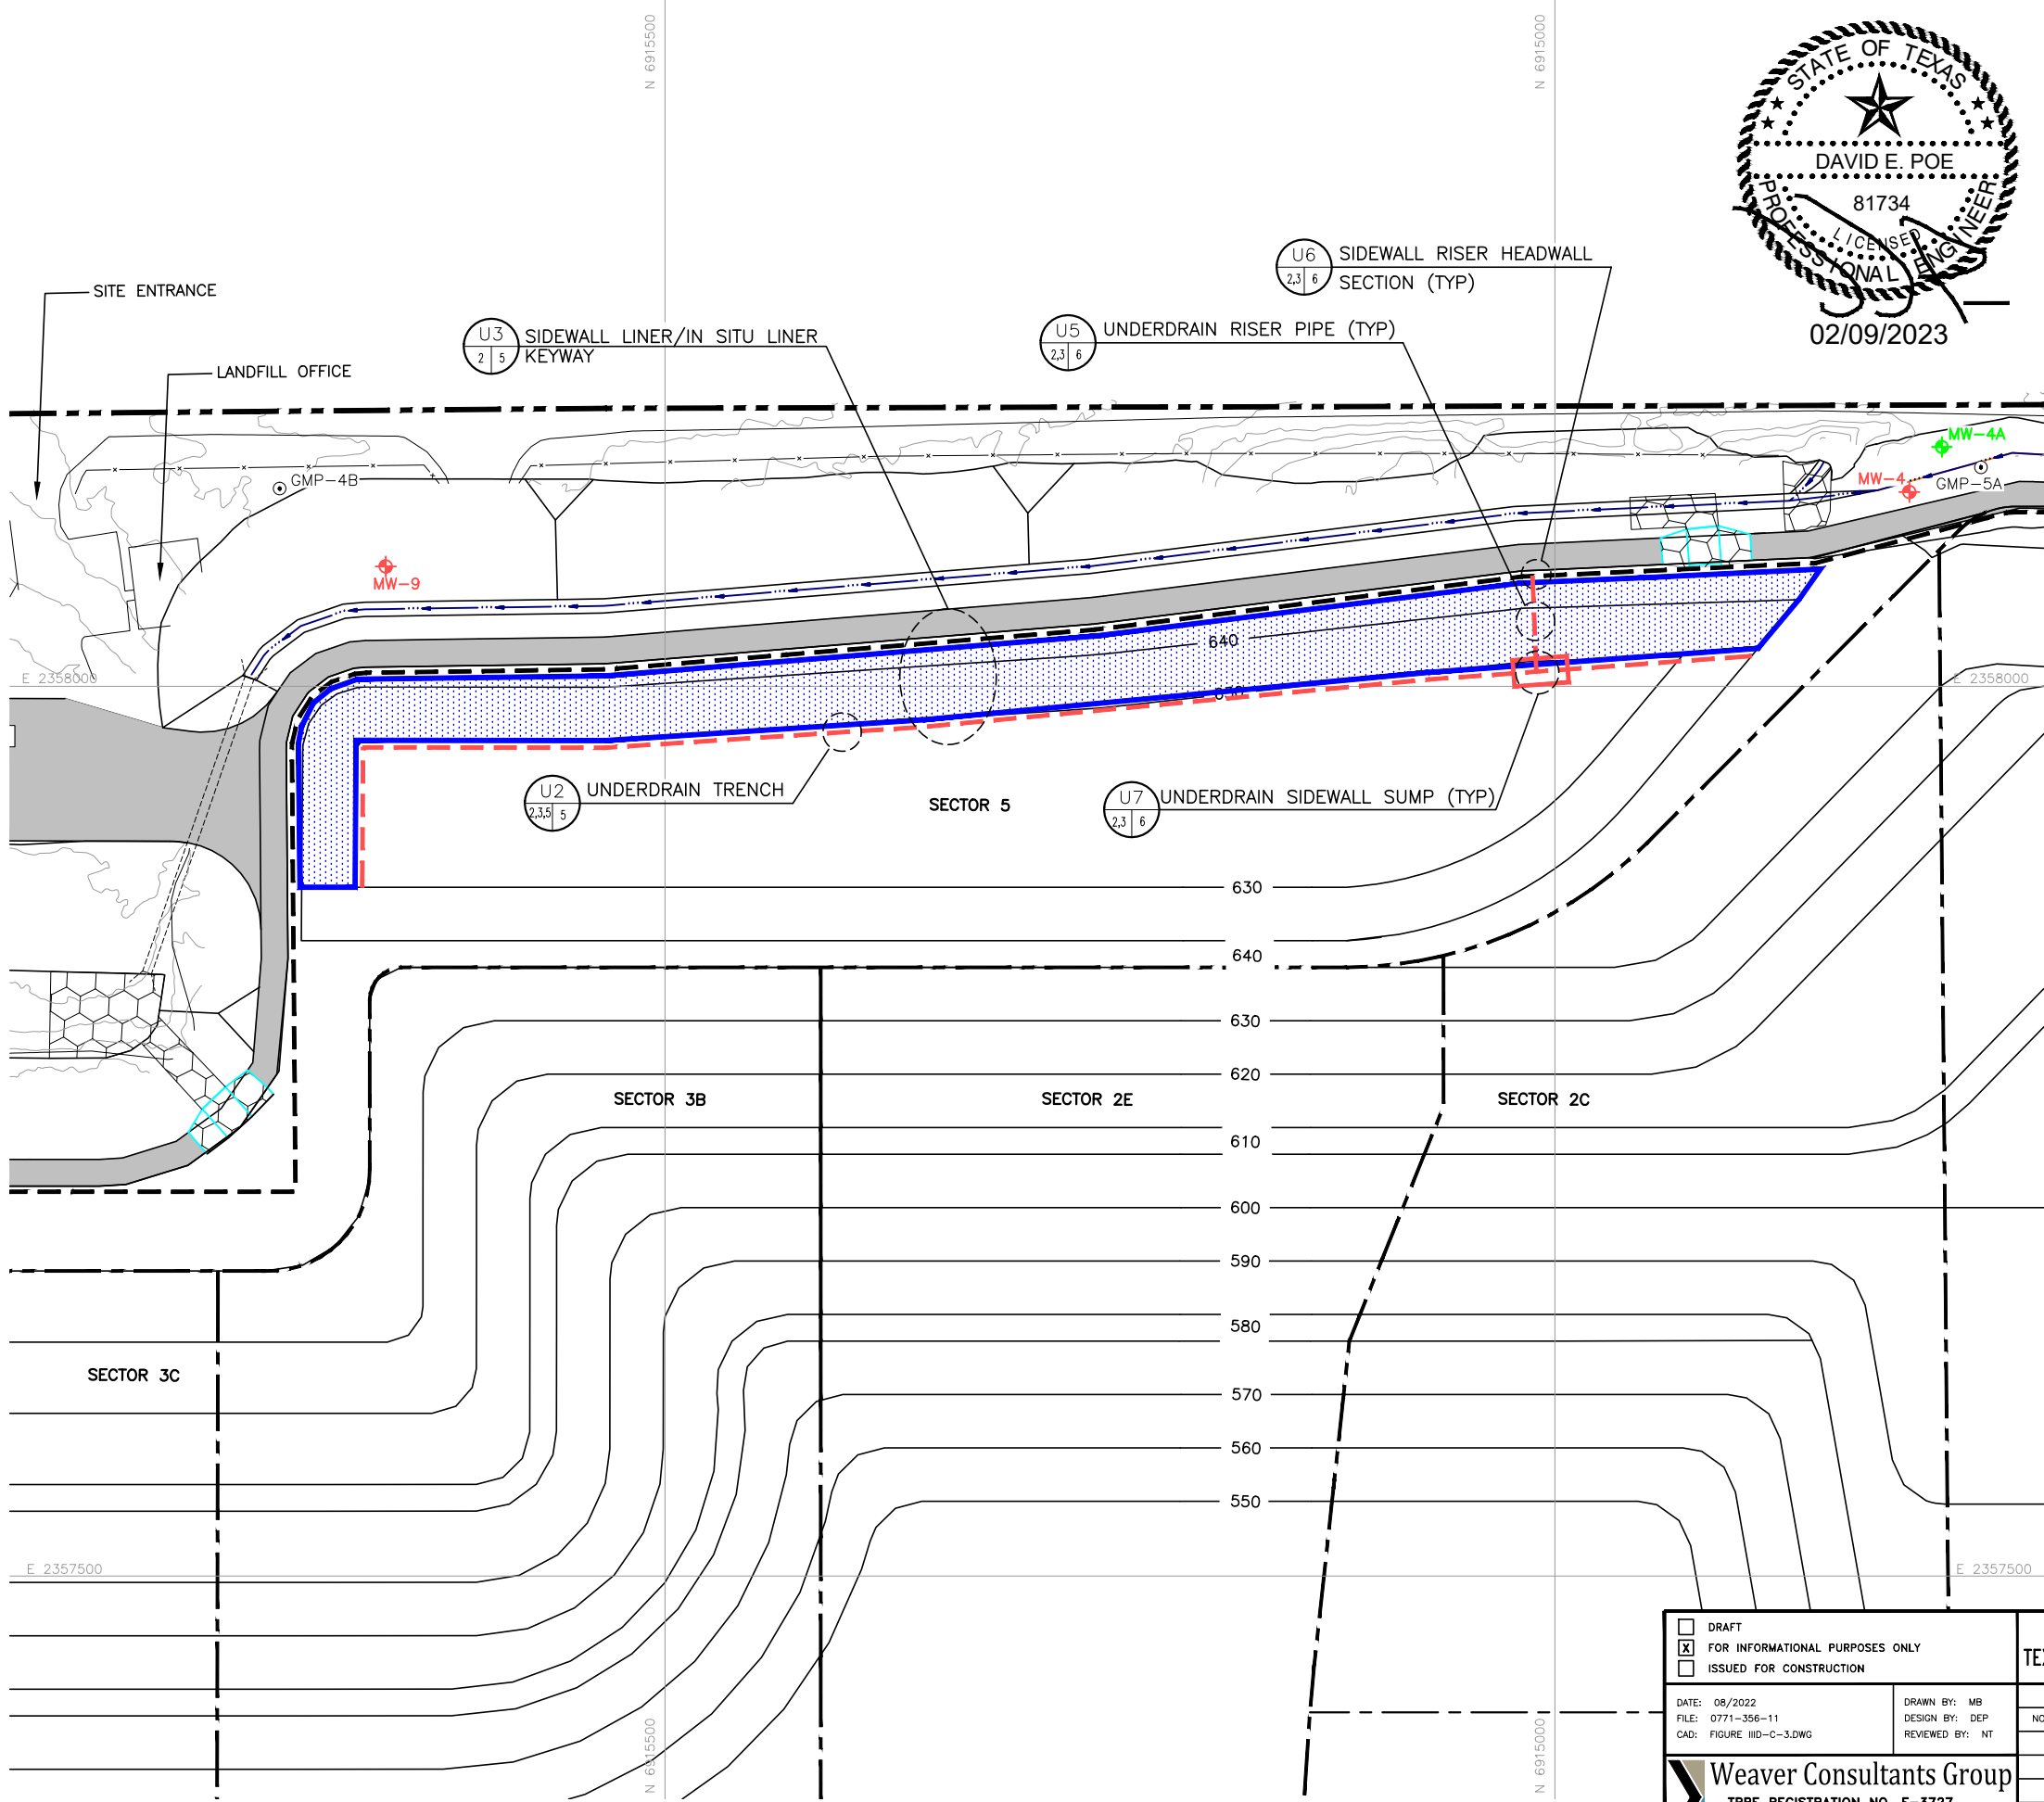 N 6915500
N 6915000
STATE OF TEXAS
DAVID E. POE
81734
LICENSED
PROFESSIONAL ENGINEER
02/09/2023
U6
2,3 6
SIDEWALL RISER HEADWALL
SECTION (TYP)
SITE ENTRANCE
U3
2 5
SIDEWALL LINER/IN SITU LINER
KEYWAY
U5
2,3 6
UNDERDRAIN RISER PIPE (TYP)
LANDFILL OFFICE
MW-4A
GMP-4B
MW-4
GMP-5A
MW-9
640
E 2358000
E 2358000
630
U2
2,3,5 5
UNDERDRAIN TRENCH
SECTOR 5
U7
2,3 6
UNDERDRAIN SIDEWALL SUMP (TYP)
630
640
630
620
SECTOR 3B
SECTOR 2E
SECTOR 2C
610
600
590
580
SECTOR 3C
570
560
550
E 2357500
E 2357500
N 6915500
N 6915000
DRAFT
X FOR INFORMATIONAL PURPOSES ONLY
ISSUED FOR CONSTRUCTION
DATE: 08/2022
FILE: 0771-356-11
CAD: FIGURE IIID-C-3.DWG
DRAWN BY: MB
DESIGN BY: DEP
REVIEWED BY: NT
Weaver Consultants Group
TBPE REGISTRATION NO. F-3727